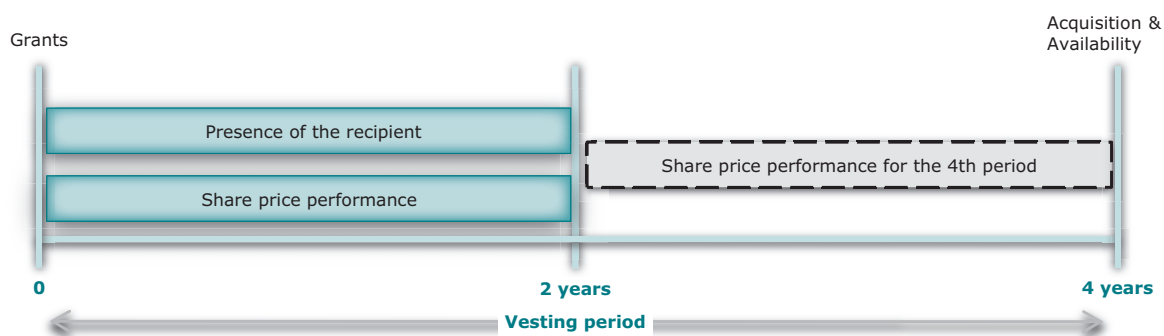 Grants
Acquisition &
Availability
Presence of the recipient
Share price performance for the 4th period
Share price performance
0
2 years
4 years
Vesting period